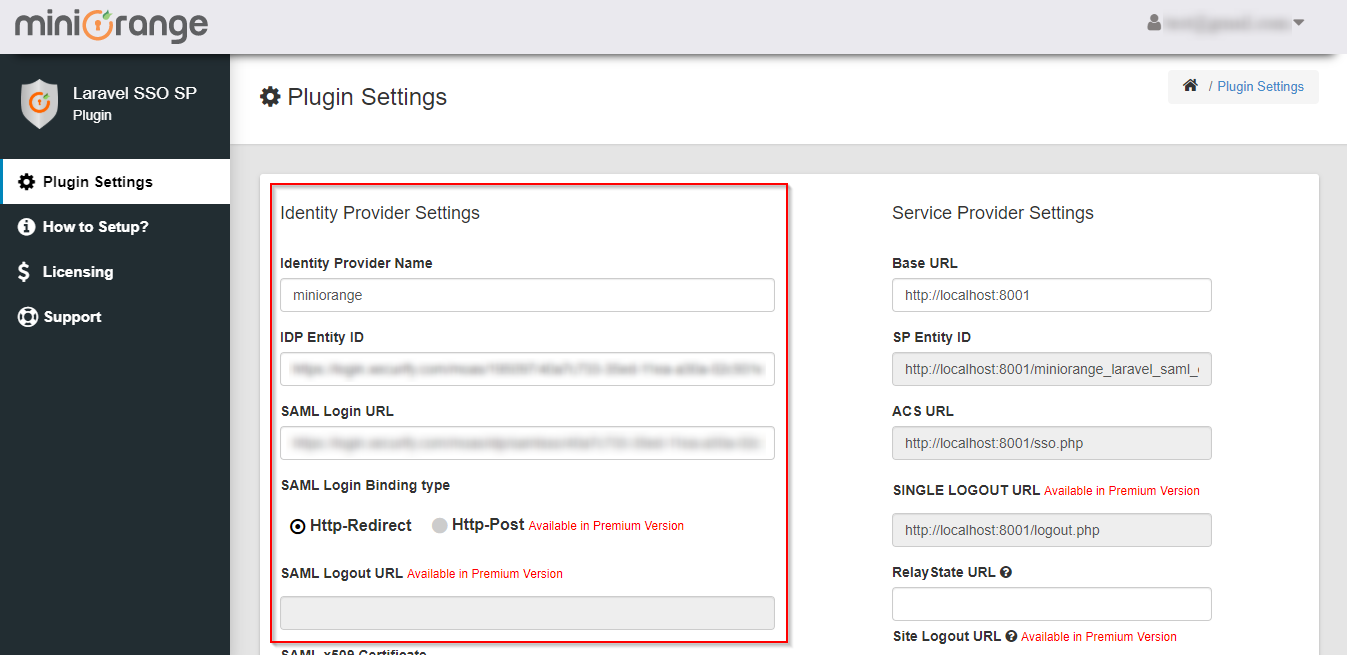 miniOrange
Laravel SSO SP
Plugin
Plugin Settings
How to Setup?
Licensing
Support
Plugin Settings
/ Plugin Settings
Identity Provider Settings
Identity Provider Name
miniorange
IDP Entity ID
SAML Login URL
SAML Login Binding type
Http-Redirect Http-Post Available in Premium Version
SAML Logout URL Available in Premium Version
SAML x509 Certificate
Service Provider Settings
Base URL
http://localhost:8001
SP Entity ID
http://localhost:8001/miniorange_laravel_saml_
ACS URL
http://localhost:8001/sso.php
SINGLE LOGOUT URL Available in Premium Version
http://localhost:8001/logout.php
RelayState URL
Site Logout URL Available in Premium Version